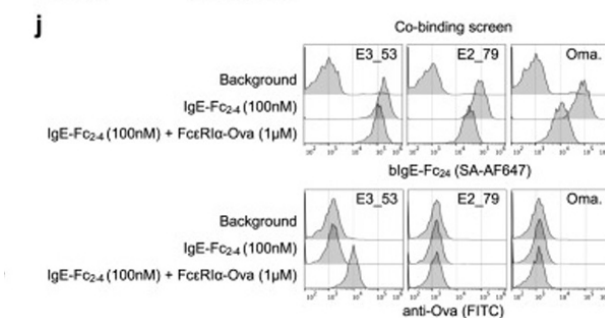 j
Co-binding screen
E3_53 E2_79 Oma.
Background
IgE-Fc2-4 (100nM)
IgE-Fc2-4 (100nM) + FcεRIα-Ova (1μM)
bIgE-Fc24 (SA-AF647)
E3_53 E2_79 Oma.
Background
IgE-Fc2-4 (100nM)
IgE-Fc2-4 (100nM) + FcεRIα-Ova (1μM)
anti-Ova (FITC)